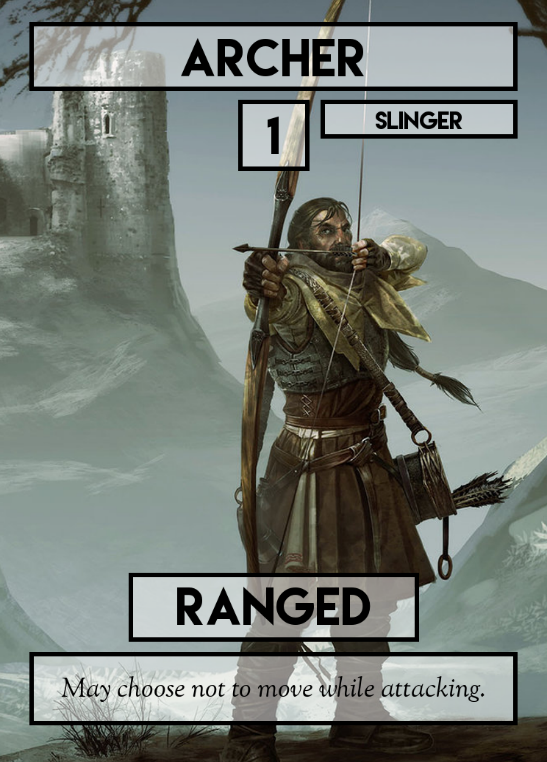 ARCHER
1
SLINGER
RANGED
May choose not to move while attacking.